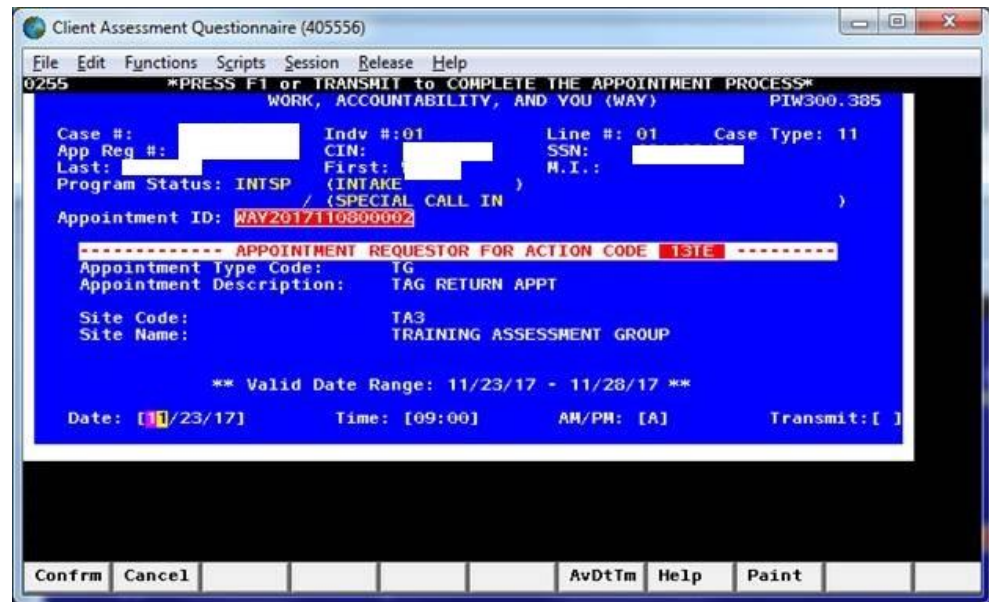 Client Assessment Questionnaire (405556)
File Edit Functions Scripts Session Release Help
0255 *PRESS F1 or TRANSMIT to COMPLETE THE APPOINTMENT PROCESS*
WORK, ACCOUNTABILITY, AND YOU (WAY) PIW300.385
Case #: Indv #:01 Line #: 01 Case Type: 11
App Reg #: CIN: SSN:
Last: First: M.I.:
Program Status: INTSP (INTAKE )
/ (SPECIAL CALL IN )
Appointment ID: WAY2017110800002
------------- APPOINTMENT REQUESTOR FOR ACTION CODE 13TE ---------
Appointment Type Code: TG
Appointment Description: TAG RETURN APPT
Site Code: TA3
Site Name: TRAINING ASSESSMENT GROUP
** Valid Date Range: 11/23/17 - 11/28/17 **
Date: [11/23/17] Time: [09:00] AM/PM: [A] Transmit:[ ]
Confrm Cancel AvDtTm Help Paint